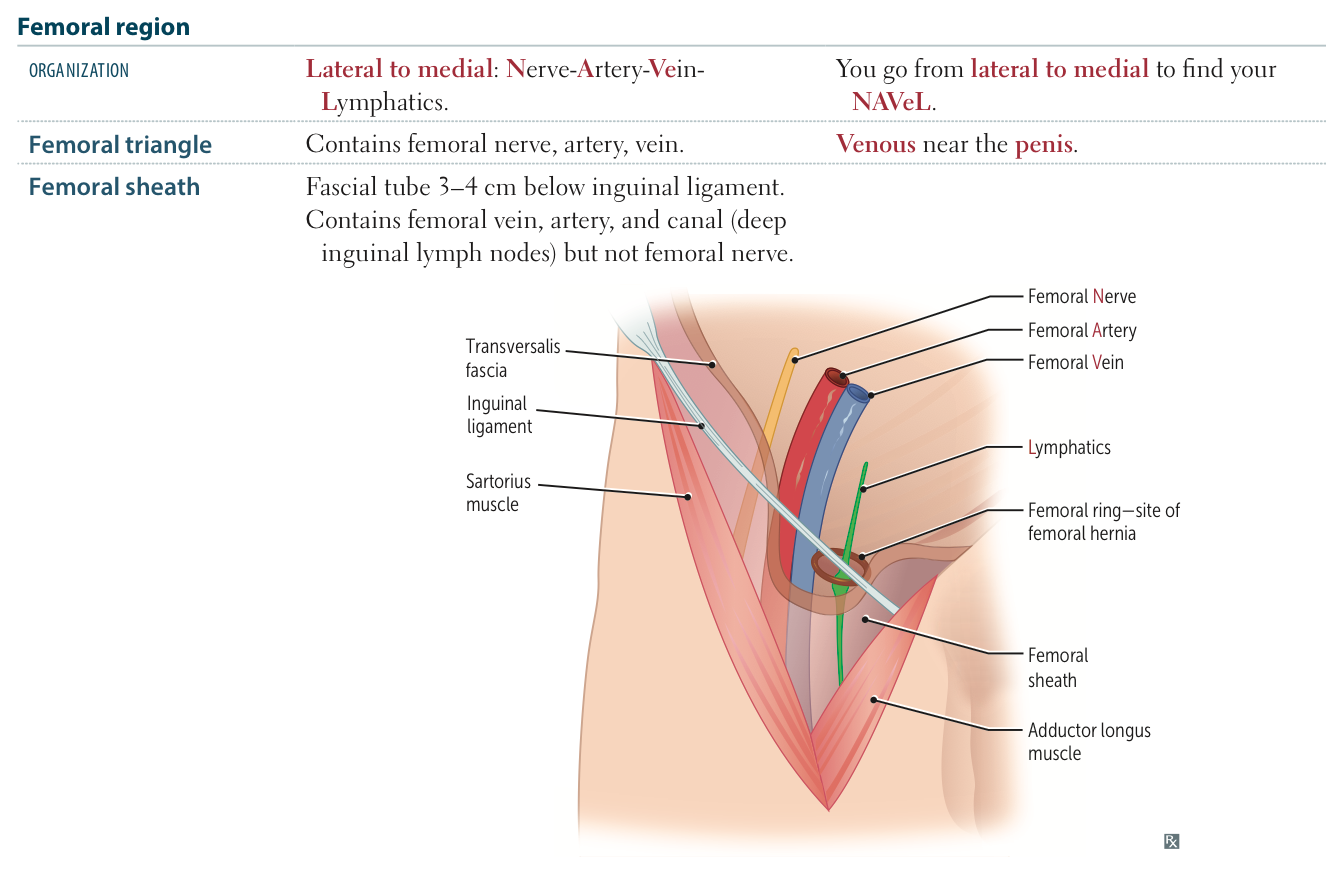 Femoral region
ORGANIZATION
Lateral to medial: Nerve-Artery-Vein-
Lymphatics.
You go from lateral to medial to find your
NAVeL.
Femoral triangle
Contains femoral nerve, artery, vein.
Venous near the penis.
Femoral sheath
Fascial tube 3–4 cm below inguinal ligament.
Contains femoral vein, artery, and canal (deep
inguinal lymph nodes) but not femoral nerve.
Transversalis
fascia
Inguinal
ligament
Sartorius
muscle
Femoral Nerve
Femoral Artery
Femoral Vein
Lymphatics
Femoral ring—site of
femoral hernia
Femoral
sheath
Adductor longus
muscle
Rx